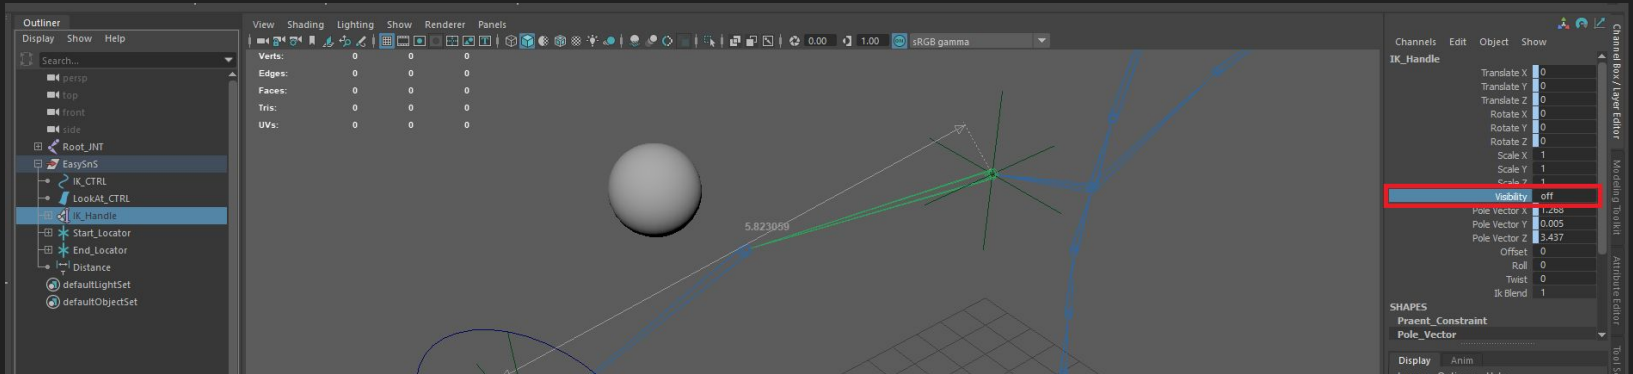 Outliner
Display Show Help
Search...
persp
top
front
side
Root_JNT
EasySnS
IK_CTRL
LookAt_CTRL
IK_Handle
Start_Locator
End_Locator
Distance
defaultLightSet
defaultObjectSet
View Shading Lighting Show Renderer Panels
0.00 1.00 sRGB gamma
Verts: 0 0 0
Edges: 0 0 0
Faces: 0 0 0
Tris: 0 0 0
UVs: 0 0 0
5.823059
Channels Edit Object Show
IK_Handle
Translate X 0
Translate Y 0
Translate Z 0
Rotate X 0
Rotate Y 0
Rotate Z 0
Scale X 1
Scale Y 1
Scale Z 1
Visibility off
Pole Vector X 1.268
Pole Vector Y 0.005
Pole Vector Z 3.437
Offset 0
Roll 0
Twist 0
Ik Blend 1
SHAPES
Praent_Constraint
Pole_Vector
Display Anim
Channel Box / Layer Editor
Modeling Toolkit
Attribute Editor